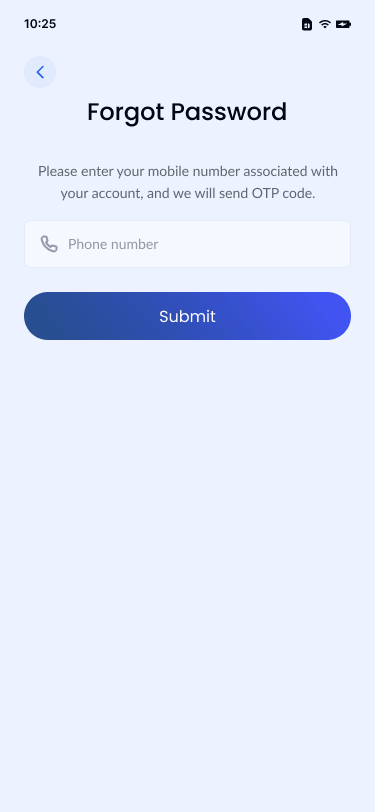 10:25
Forgot Password
Please enter your mobile number associated with
your account, and we will send OTP code.
Phone number
Submit